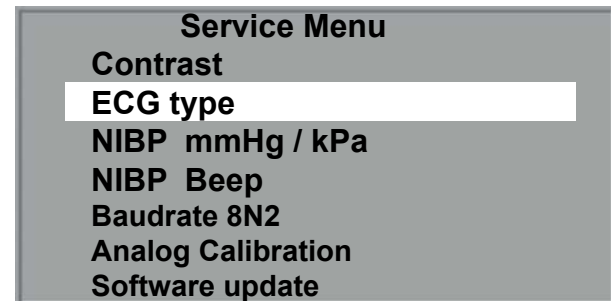 Service Menu
Contrast
ECG type
NIBP mmHg / kPa
NIBP Beep
Baudrate 8N2
Analog Calibration
Software update